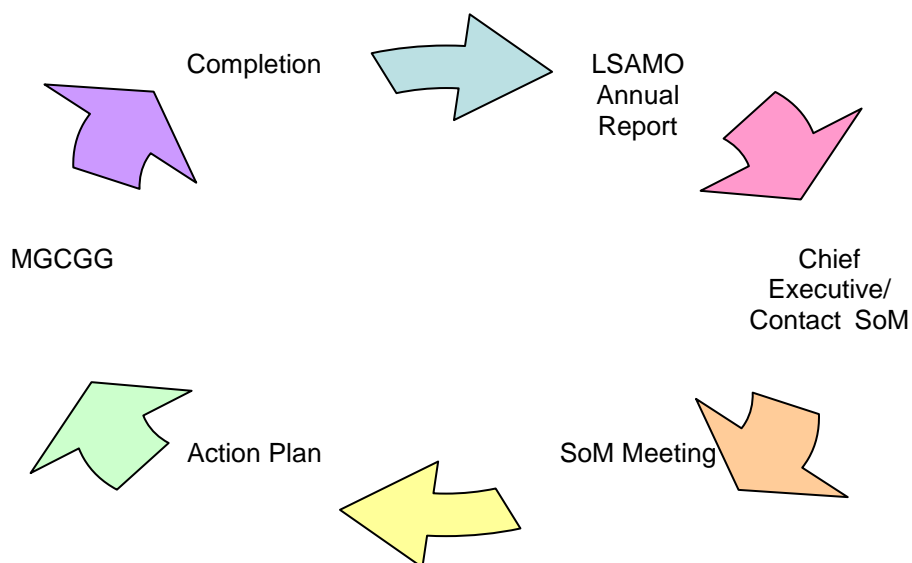 Completion
LSAMO
Annual
Report
MGCGG
Chief
Executive/
Contact SoM
Action Plan
SoM Meeting